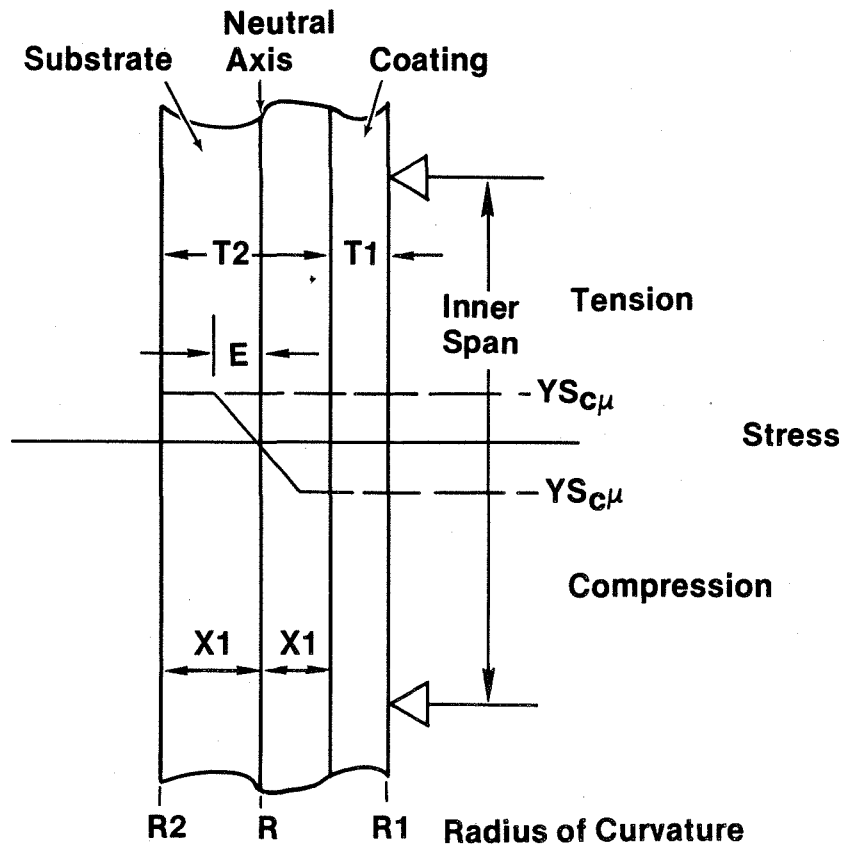 Neutral
Axis
Substrate
Coating
T2
T1
Inner
Span
Tension
E
YScμ
Stress
YScμ
Compression
X1
X1
R2
R
R1
Radius of Curvature